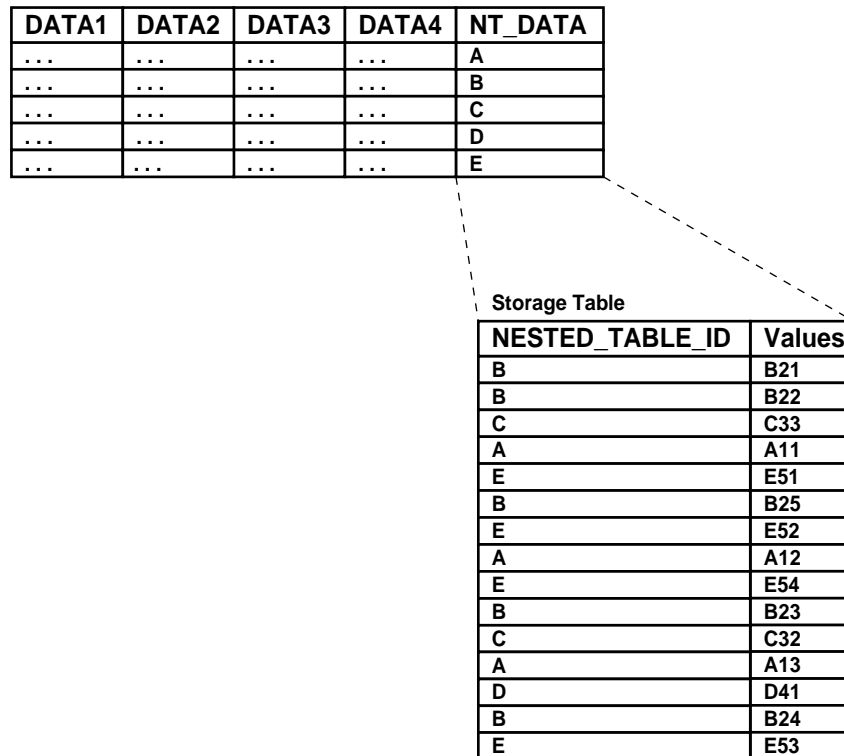 DATA1 DATA2 DATA3 DATA4 NT_DATA
... ... ... ... A
... ... ... ... B
... ... ... ... C
... ... ... ... D
... ... ... ... E
Storage Table
NESTED_TABLE_ID Values
B B21
B B22
C C33
A A11
E E51
B B25
E E52
A A12
E E54
B B23
C C32
A A13
D D41
B B24
E E53